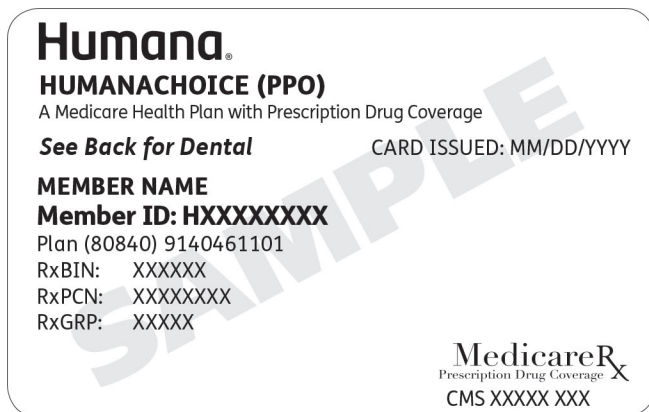 Humana®
HUMANACHOICE (PPO)
A Medicare Health Plan with Prescription Drug Coverage
See Back for Dental CARD ISSUED: MM/DD/YYYY
MEMBER NAME
Member ID: HXXXXXXXX
Plan (80840) 9140461101
RxBIN: XXXXXX
RxPCN: XXXXXXXX
RxGRP: XXXXX
SAMPLE
MedicareRx
Prescription Drug Coverage
CMS XXXXX XXX